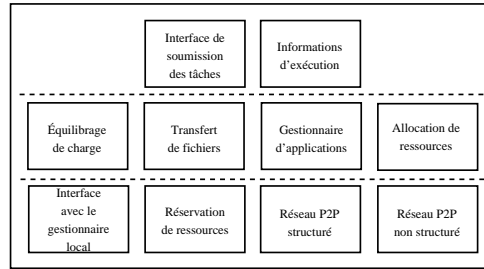 Interface de
soumission
des tâches
Informations
d'exécution
Équilibrage
de charge
Transfert
de fichiers
Gestionnaire
d'applications
Allocation de
ressources
Interface
avec le
gestionnaire
local
Réservation
de ressources
Réseau P2P
structuré
Réseau P2P
non structuré